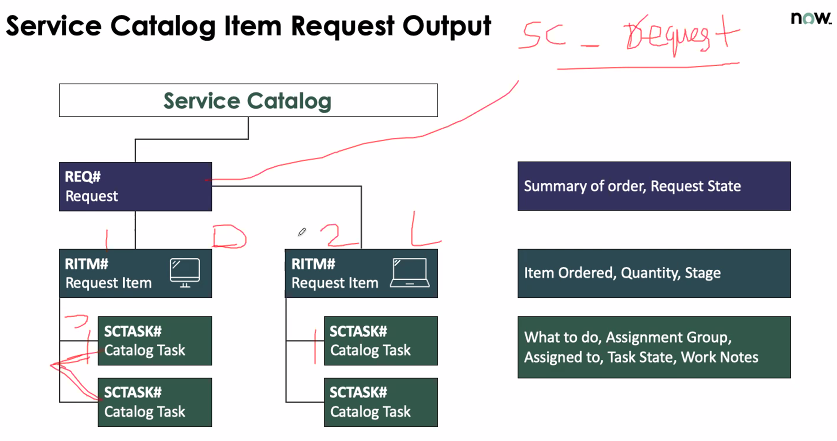 Service Catalog Item Request Output
SC - request
now.
Service Catalog
REQ#
Request
Summary of order, Request State
1
D
2
L
RITM#
Request Item
RITM#
Request Item
Item Ordered, Quantity, Stage
SCTASK#
Catalog Task
1
SCTASK#
Catalog Task
What to do, Assignment Group,
Assigned to, Task State, Work Notes
SCTASK#
Catalog Task
SCTASK#
Catalog Task